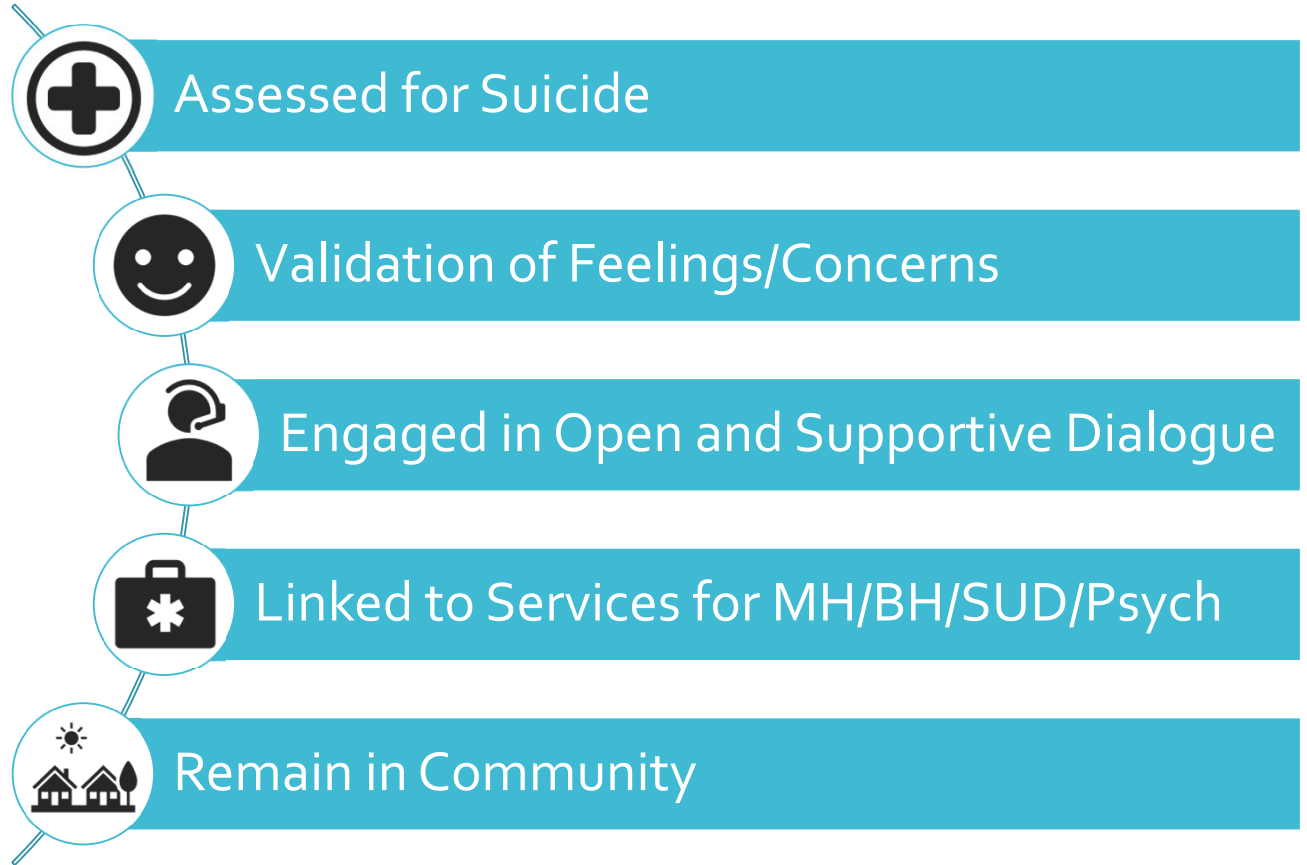 Assessed for Suicide
Validation of Feelings/Concerns
Engaged in Open and Supportive Dialogue
Linked to Services for MH/BH/SUD/Psych
Remain in Community